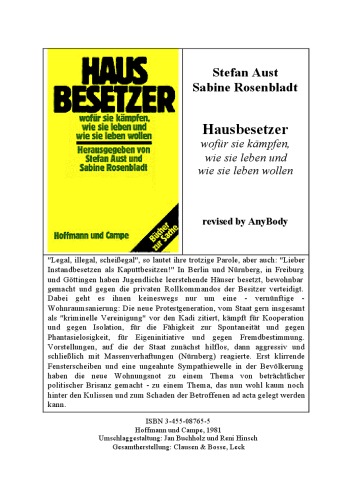 HAUS
BESETZER
wofür sie kämpfen,
wie sie leben und
wie sie leben wollen
Herausgegeben von
Stefan Aust und
Sabine Rosenbladt
Hoffmann und Campe
Bücher
zur Sache
Stefan Aust
Sabine Rosenbladt
Hausbesetzer
wofür sie kämpfen,
wie sie leben und
wie sie leben wollen
revised by AnyBody
"Legal, illegal, scheißegal", so lautet ihre trotzige Parole, aber auch: "Lieber
Instandbesetzen als Kaputtbesitzen!" In Berlin und Nürnberg, in Freiburg
und Göttingen haben Jugendliche leerstehende Häuser besetzt, bewohnbar
gemacht und gegen die privaten Rollkommandos der Besitzer verteidigt.
Dabei geht es ihnen keineswegs nur um eine - vernünftige -
Wohnraumsanierung: Die neue Protestgeneration, vom Staat gern insgesamt
als "kriminelle Vereinigung" vor den Kadi zitiert, kämpft für Kooperation
und gegen Isolation, für die Fähigkeit zur Spontaneität und gegen
Phantasielosigkeit, für Eigeninitiative und gegen Fremdbestimmung.
Vorstellungen, auf die der Staat zunächst hilflos, dann aggressiv und
schließlich mit Massenverhaftungen (Nürnberg) reagierte. Erst klirrende
Fensterscheiben und eine ungeahnte Sympathiewelle in der Bevölkerung
haben die neue Wohnungsnot zu einem Thema von beträchtlicher
politischer Brisanz gemacht - zu einem Thema, das nun wohl kaum noch
hinter den Kulissen und zum Schaden der Betroffenen ad acta gelegt werden
kann.
ISBN 3-455-08765-5
Hoffmann und Campe, 1981
Umschlaggestaltung: Jan Buchholz und Reni Hinsch
Gesamtherstellung: Clausen & Bosse, Leck